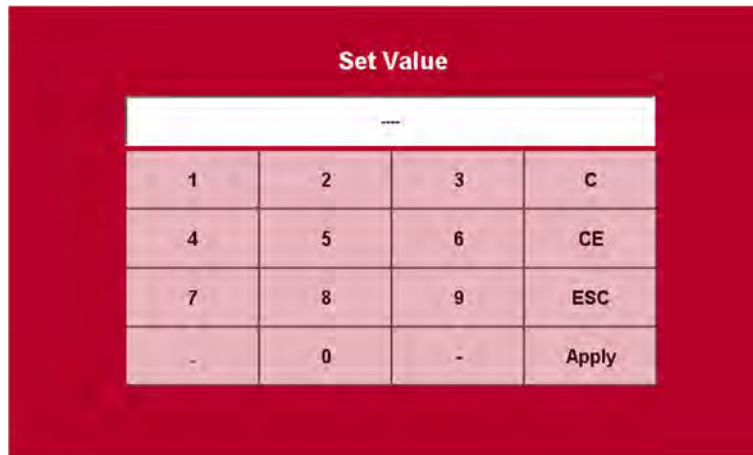 Set Value
----
1 2 3 C
4 5 6 CE
7 8 9 ESC
. 0 - Apply